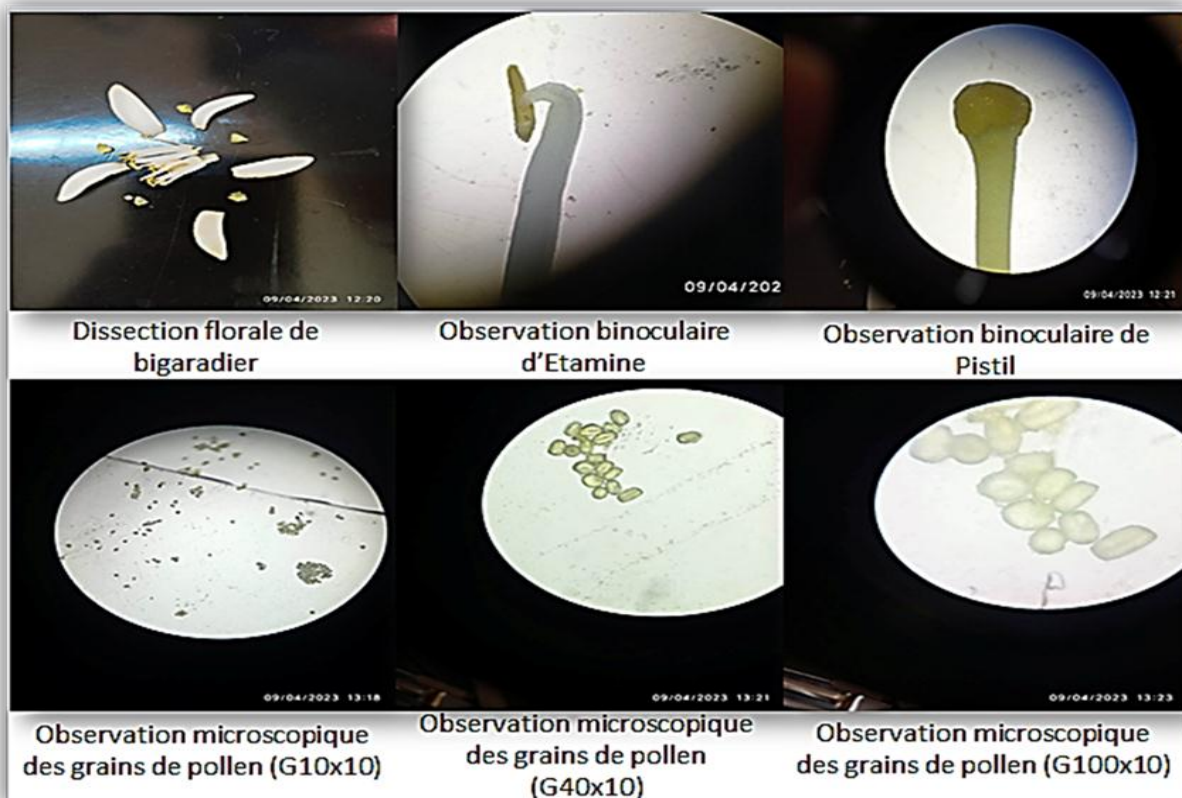 09/04/2023 12:20
09/04/202
09/04/2023 12:21
Dissection florale de
bigaradier
Observation binoculaire
d'Etamine
Observation binoculaire de
Pistil
09/04/2023 13:18
09/04/2023 13:21
09/04/2023 13:23
Observation microscopique
des grains de pollen (G10x10)
Observation microscopique
des grains de pollen
(G40x10)
Observation microscopique
des grains de pollen (G100x10)